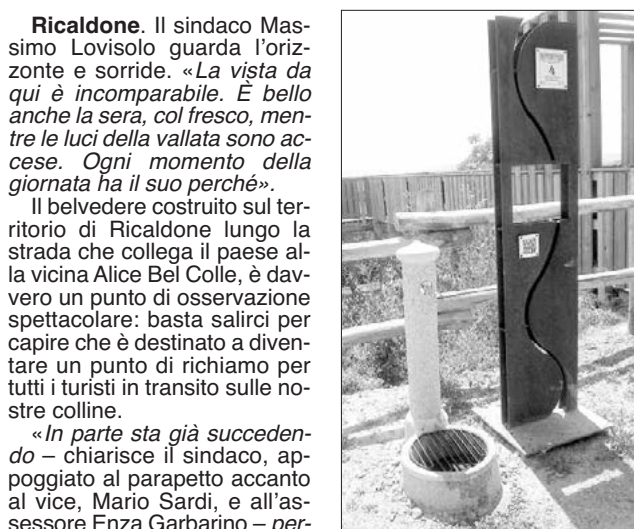 Ricaldone. Il sindaco Mas-
simo Lovisolo guarda l'oriz-
zonte e sorride. «La vista da
qui è incomparabile. È bello
anche la sera, col fresco, men-
tre le luci della vallata sono ac-
cese. Ogni momento della
giornata ha il suo perché».
Il belvedere costruito sul ter-
ritorio di Ricaldone lungo la
strada che collega il paese al-
la vicina Alice Bel Colle, è dav-
vero un punto di osservazione
spettacolare: basta salirci per
capire che è destinato a diven-
tare un punto di richiamo per
tutti i turisti in transito sulle no-
stre colline.
«In parte sta già succeden-
do – chiarisce il sindaco, ap-
poggiato al parapetto accanto
al vice, Mario Sardi, e all'as-
sessore Enza Garbarino – per-